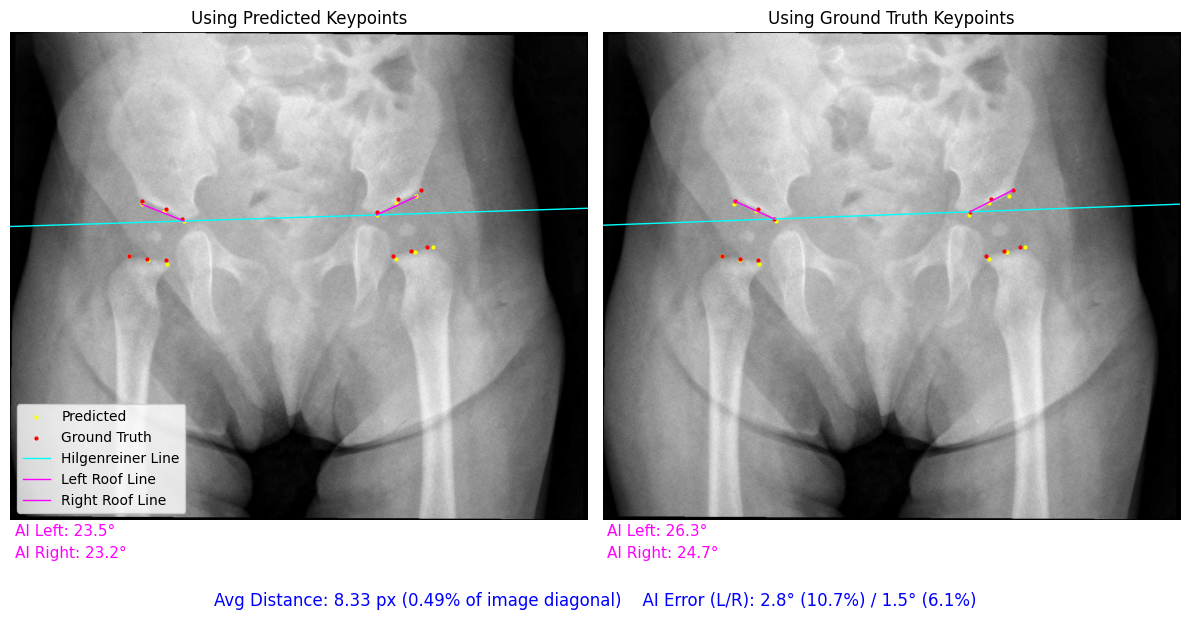 Using Predicted Keypoints
Using Ground Truth Keypoints
Predicted
Ground Truth
Hilgenreiner Line
Left Roof Line
Right Roof Line
AI Left: 23.5°
AI Right: 23.2°
AI Left: 26.3°
AI Right: 24.7°
Avg Distance: 8.33 px (0.49% of image diagonal)    AI Error (L/R): 2.8° (10.7%) / 1.5° (6.1%)